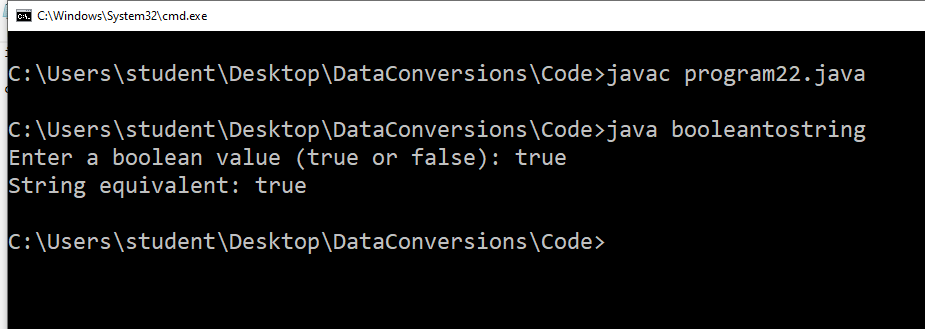 C:\Windows\System32\cmd.exe
C:\Users\student\Desktop\DataConversions\Code>javac program22.java
C:\Users\student\Desktop\DataConversions\Code>java booleantostring
Enter a boolean value (true or false): true
String equivalent: true
C:\Users\student\Desktop\DataConversions\Code>